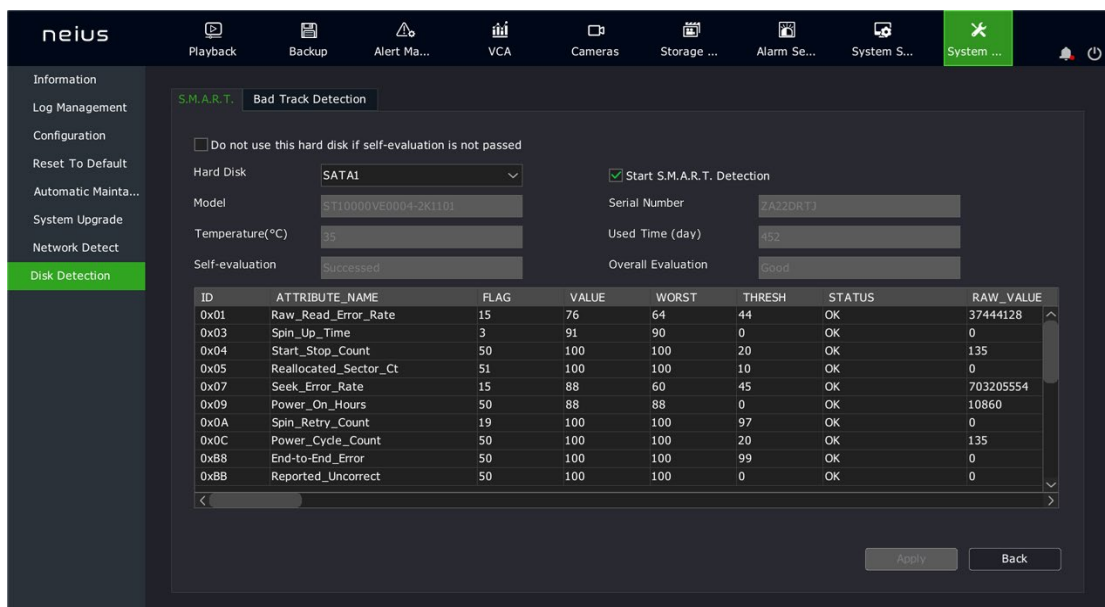 neius
Playback Backup Alert Ma... VCA Cameras Storage ... Alarm Se... System S... System ...
Information
Log Management
Configuration
Reset To Default
Automatic Mainta...
System Upgrade
Network Detect
Disk Detection
S.M.A.R.T. Bad Track Detection
Do not use this hard disk if self-evaluation is not passed
Hard Disk SATA1 Start S.M.A.R.T. Detection
Model ST10000VE0004-2K1101 Serial Number ZA22DRTJ
Temperature(°C) 35 Used Time (day) 452
Self-evaluation Successed Overall Evaluation Good
ID ATTRIBUTE_NAME FLAG VALUE WORST THRESH STATUS RAW_VALUE
0x01 Raw_Read_Error_Rate 15 76 64 44 OK 37444128
0x03 Spin_Up_Time 3 91 90 0 OK 0
0x04 Start_Stop_Count 50 100 100 20 OK 135
0x05 Reallocated_Sector_Ct 51 100 100 10 OK 0
0x07 Seek_Error_Rate 15 88 60 45 OK 703205554
0x09 Power_On_Hours 50 88 88 0 OK 10860
0x0A Spin_Retry_Count 19 100 100 97 OK 0
0x0C Power_Cycle_Count 50 100 100 20 OK 135
0xB8 End-to-End_Error 50 100 100 99 OK 0
0xBB Reported_Uncorrect 50 100 100 0 OK 0
Apply Back